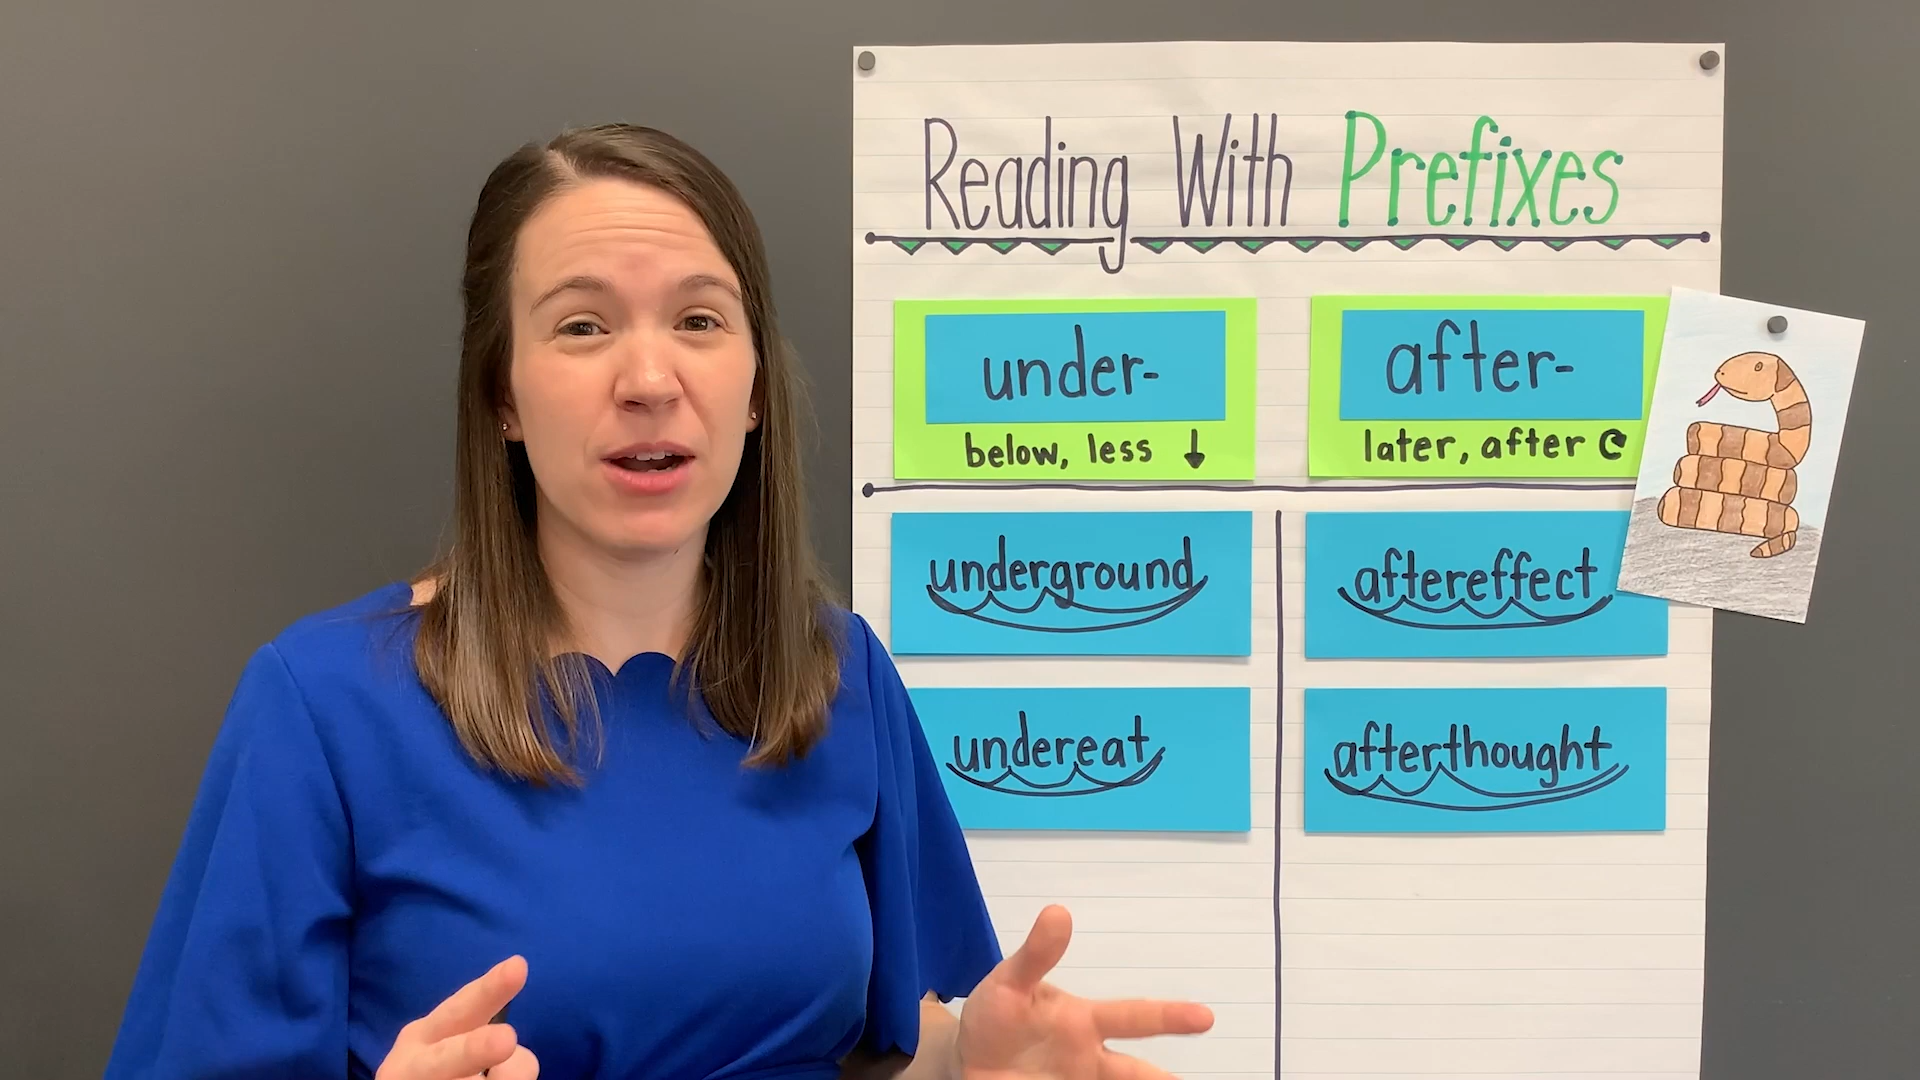 Reading With Prefixes
under-
below, less ↓
after-
later, after
underground
aftereffect
undereat
afterthought